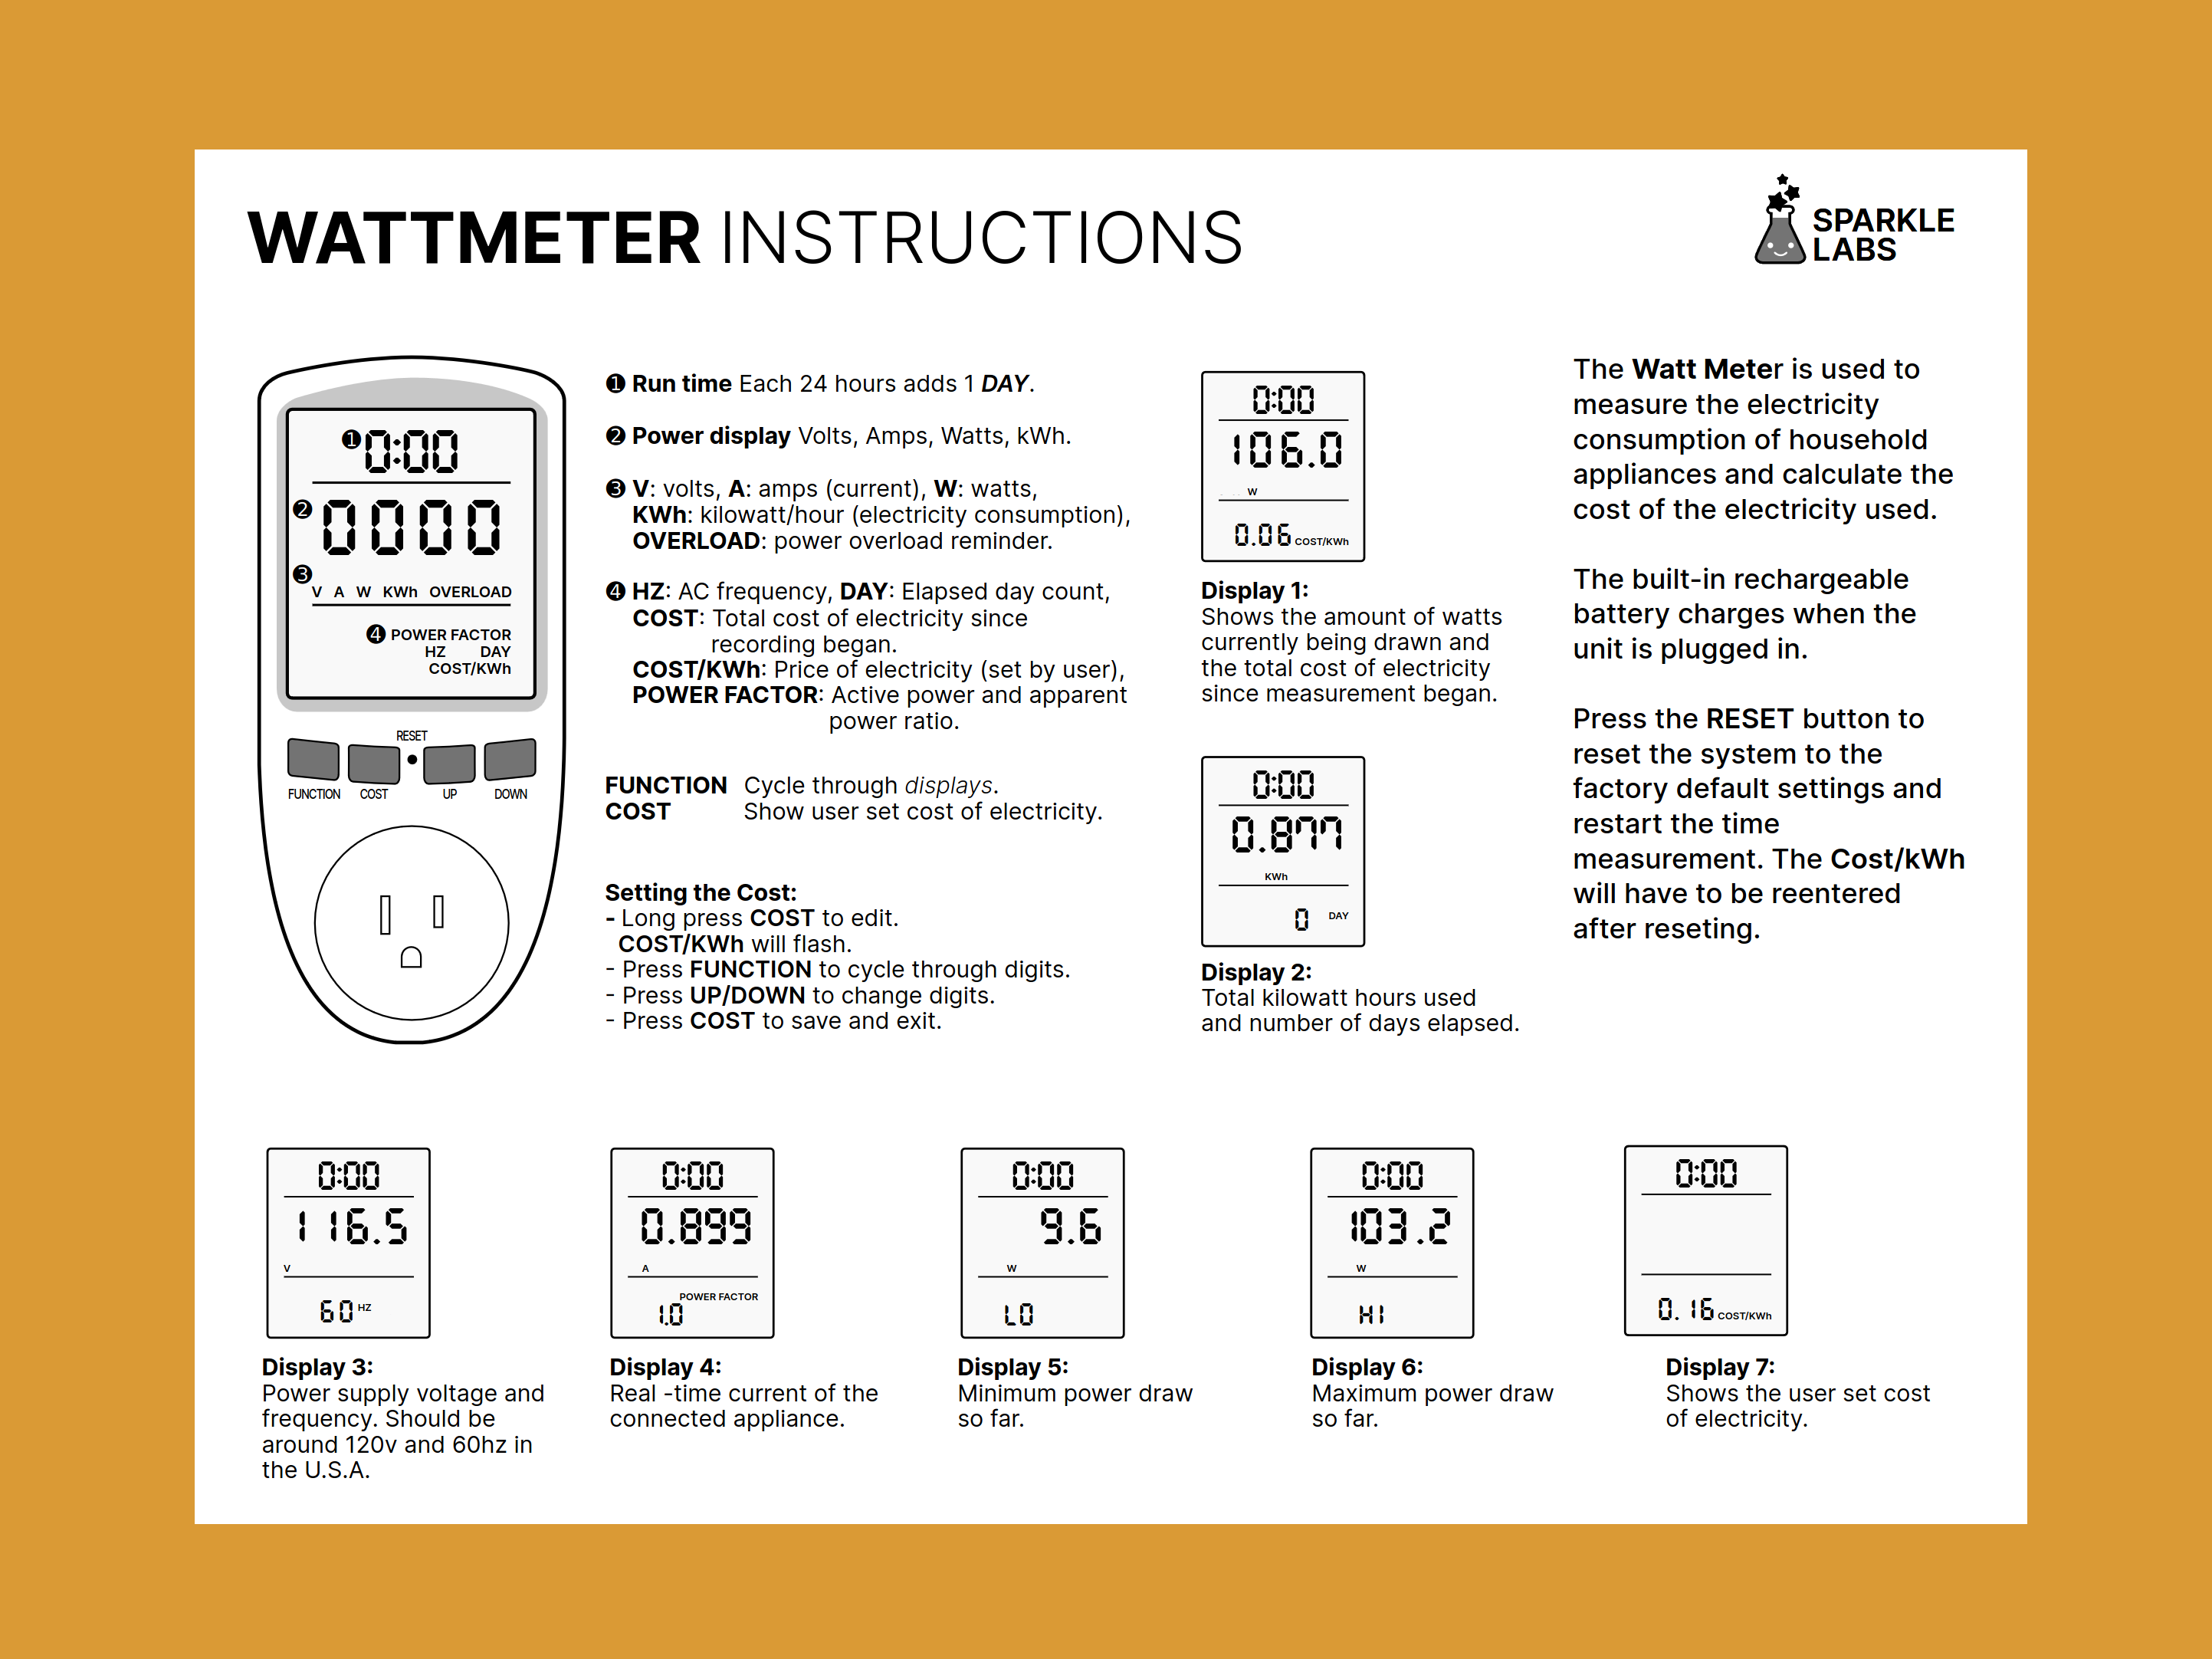 WATTMETER INSTRUCTIONS
SPARKLE
LABS
❶ 0:00
❷ 0000
❸ V A W KWh OVERLOAD
❹ POWER FACTOR
HZ DAY
COST/KWh
RESET
FUNCTION COST UP DOWN
❶ Run time Each 24 hours adds 1 DAY.
❷ Power display Volts, Amps, Watts, kWh.
❸ V: volts, A: amps (current), W: watts,
KWh: kilowatt/hour (electricity consumption),
OVERLOAD: power overload reminder.
❹ HZ: AC frequency, DAY: Elapsed day count,
COST: Total cost of electricity since
recording began.
COST/KWh: Price of electricity (set by user),
POWER FACTOR: Active power and apparent
power ratio.
FUNCTION Cycle through displays.
COST Show user set cost of electricity.
Setting the Cost:
- Long press COST to edit.
COST/KWh will flash.
- Press FUNCTION to cycle through digits.
- Press UP/DOWN to change digits.
- Press COST to save and exit.
0:00
106.0
W
0.06 COST/KWh
Display 1:
Shows the amount of watts
currently being drawn and
the total cost of electricity
since measurement began.
0:00
0.877
KWh
0 DAY
Display 2:
Total kilowatt hours used
and number of days elapsed.
The Watt Meter is used to
measure the electricity
consumption of household
appliances and calculate the
cost of the electricity used.
The built-in rechargeable
battery charges when the
unit is plugged in.
Press the RESET button to
reset the system to the
factory default settings and
restart the time
measurement. The Cost/kWh
will have to be reentered
after reseting.
0:00
116.5
V
60 HZ
Display 3:
Power supply voltage and
frequency. Should be
around 120v and 60hz in
the U.S.A.
0:00
0.899
A
POWER FACTOR
1.0
Display 4:
Real -time current of the
connected appliance.
0:00
9.6
W
LO
Display 5:
Minimum power draw
so far.
0:00
103.2
W
HI
Display 6:
Maximum power draw
so far.
0:00
0.16 COST/KWh
Display 7:
Shows the user set cost
of electricity.